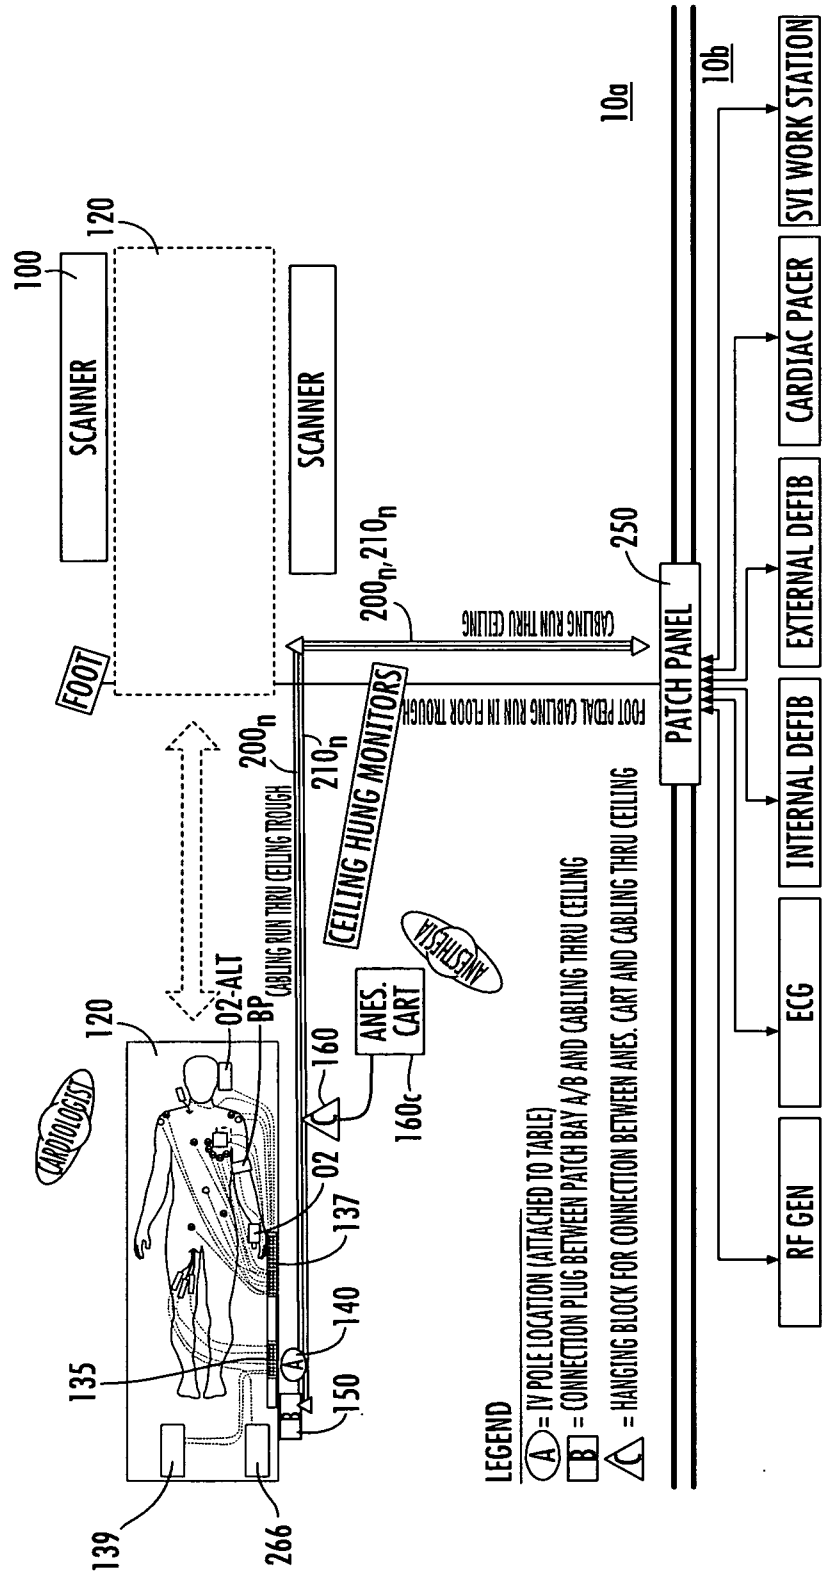 100
SCANNER
120
SCANNER
FOOT
200n
210n
200n, 210n
CABLING RUN THRU CEILING
CABLING RUN THRU CEILING TROUGH
CEILING HUNG MONITORS
FOOT PEDAL CABLING RUN IN FLOOR TROUGH
250
PATCH PANEL
10a
10b
CARDIOLOGIST
120
O2-ALT
BP
O2
137
135
139
266
A
140
B
150
C
160
ANES.
CART
160c
ANESTHESIA
LEGEND
A = I.V POLE LOCATION (ATTACHED TO TABLE)
B = CONNECTION PLUG BETWEEN PATCH BAY A/B AND CABLING THRU CEILING
C = HANGING BLOCK FOR CONNECTION BETWEEN ANES. CART AND CABLING THRU CEILING
RF GEN
ECG
INTERNAL DEFIB
EXTERNAL DEFIB
CARDIAC PACER
SVI WORK STATION